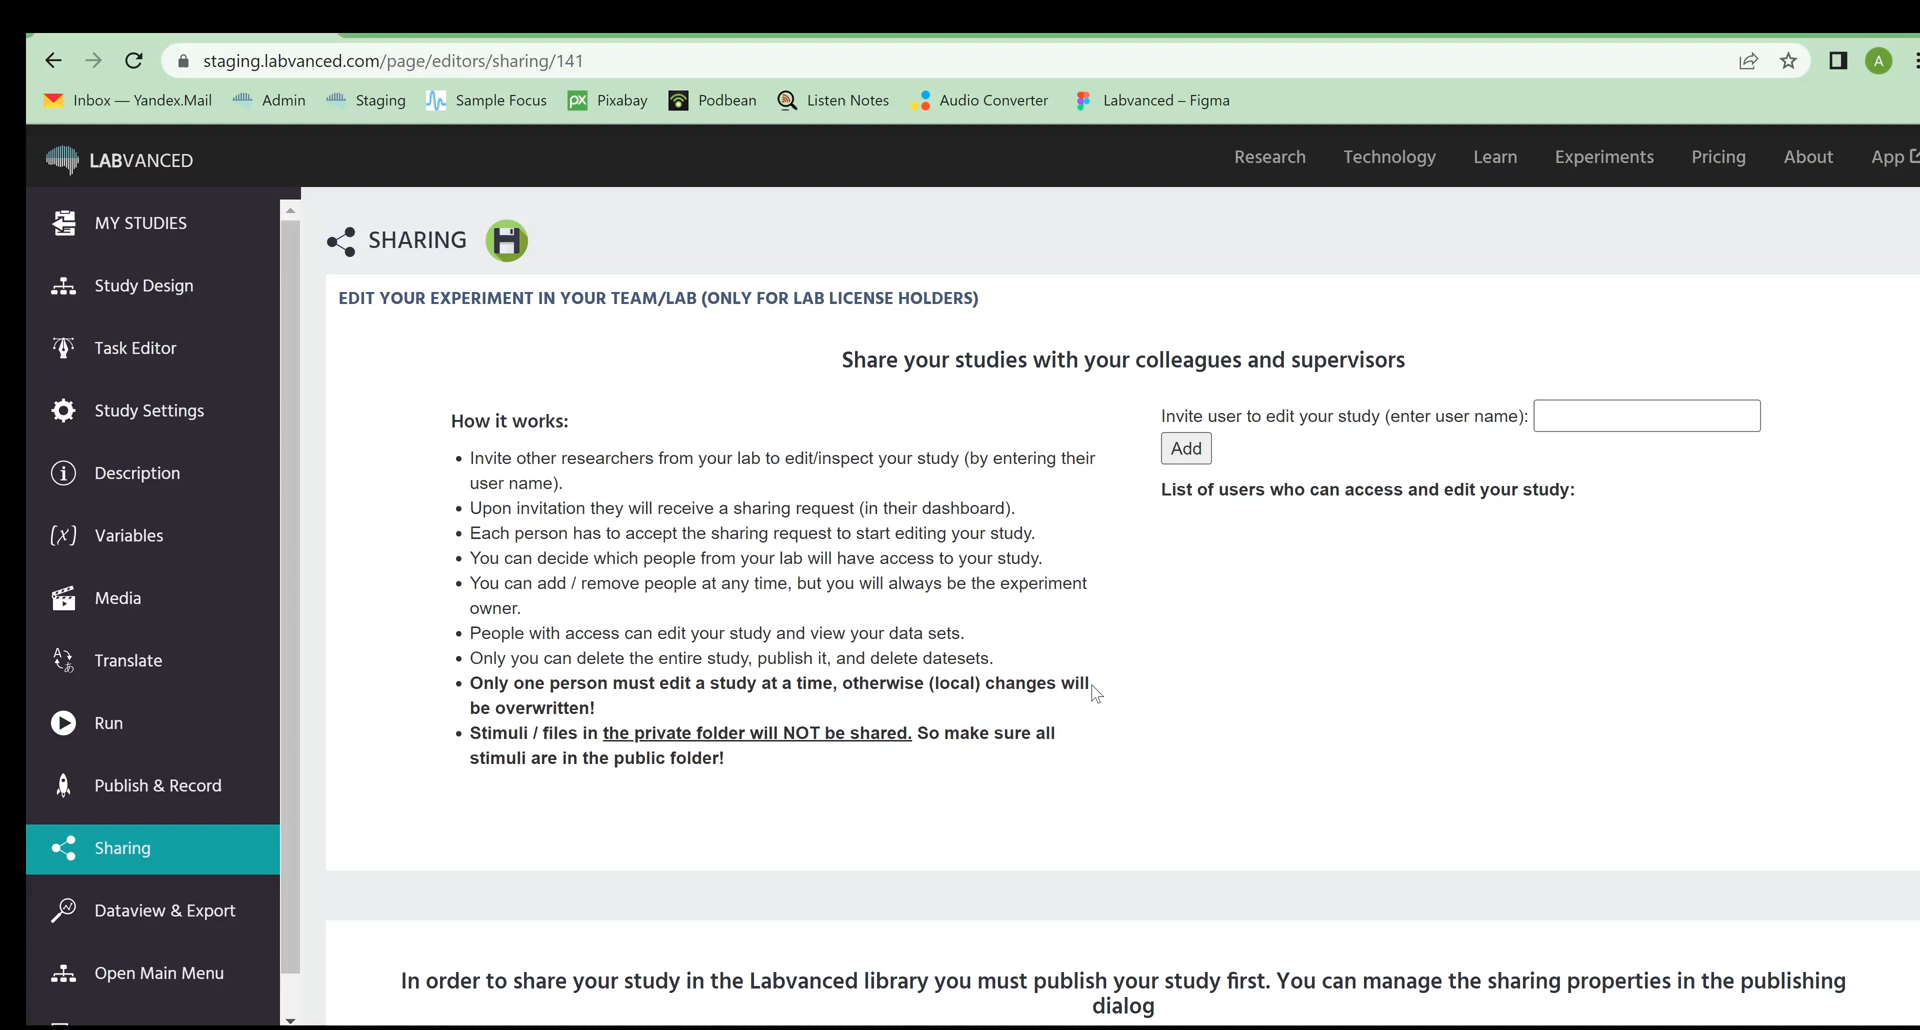 staging.labvanced.com/page/editors/sharing/141
A
Inbox — Yandex.Mail
Admin
Staging
Sample Focus
Pixabay
Podbean
Listen Notes
Audio Converter
Labvanced – Figma
LABVANCED
Research
Technology
Learn
Experiments
Pricing
About
App
MY STUDIES
Study Design
Task Editor
Study Settings
Description
Variables
Media
Translate
Run
Publish & Record
Sharing
Dataview & Export
Open Main Menu
SHARING
EDIT YOUR EXPERIMENT IN YOUR TEAM/LAB (ONLY FOR LAB LICENSE HOLDERS)
Share your studies with your colleagues and supervisors
How it works:
• Invite other researchers from your lab to edit/inspect your study (by entering their
user name).
• Upon invitation they will receive a sharing request (in their dashboard).
• Each person has to accept the sharing request to start editing your study.
• You can decide which people from your lab will have access to your study.
• You can add / remove people at any time, but you will always be the experiment
owner.
• People with access can edit your study and view your data sets.
• Only you can delete the entire study, publish it, and delete datesets.
• Only one person must edit a study at a time, otherwise (local) changes will
be overwritten!
• Stimuli / files in the private folder will NOT be shared. So make sure all
stimuli are in the public folder!
Invite user to edit your study (enter user name):
Add
List of users who can access and edit your study:
In order to share your study in the Labvanced library you must publish your study first. You can manage the sharing properties in the publishing
dialog